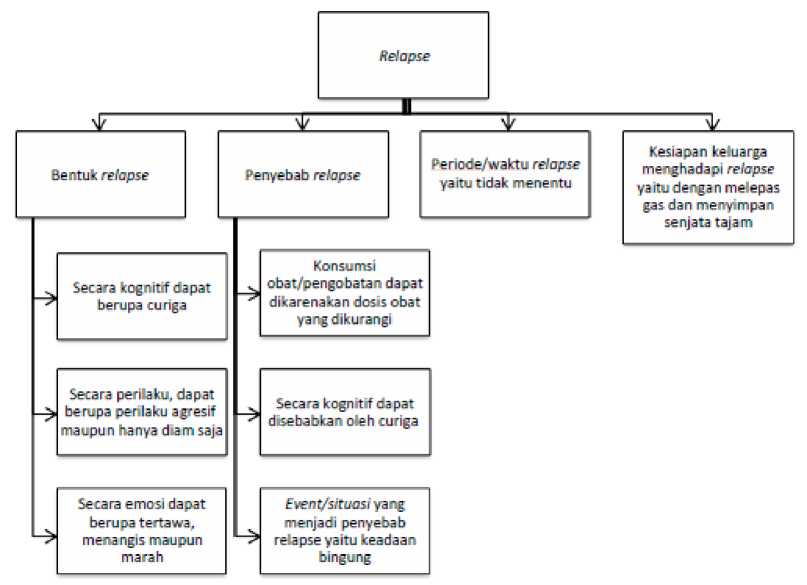 Relapse
Bentuk relapse
Penyebab relapse
Periode/waktu relapse
yaitu tidak menentu
Kesiapan keluarga
menghadapi relapse
yaitu dengan melepas
gas dan menyimpan
senjata tajam
Secara kognitif dapat
berupa curiga
Secara perilaku, dapat
berupa perilaku agresif
maupun hanya diam saja
Secara emosi dapat
berupa tertawa,
menangis maupun
marah
Konsumsi
obat/pengobatan dapat
dikarenakan dosis obat
yang dikurangi
Secara kognitif dapat
disebabkan oleh curiga
Event/situasi yang
menjadi penyebab
relapse yaitu keadaan
bingung